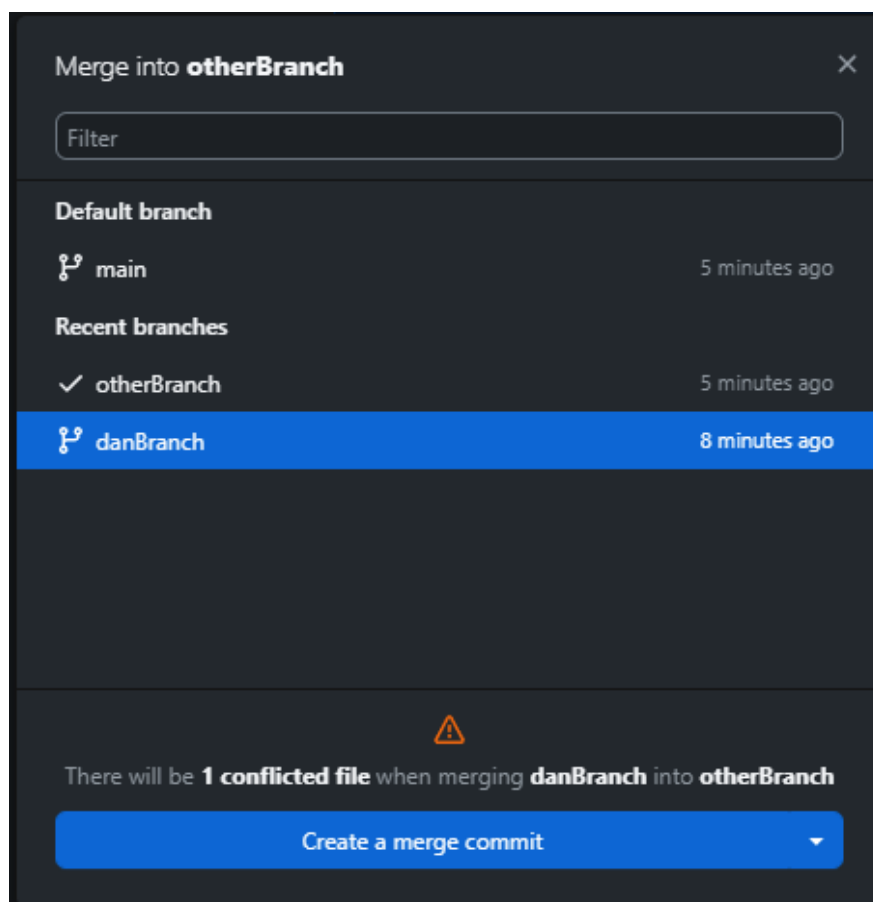 Merge into otherBranch
Filter
Default branch
main 5 minutes ago
Recent branches
otherBranch 5 minutes ago
danBranch 8 minutes ago
There will be 1 conflicted file when merging danBranch into otherBranch
Create a merge commit